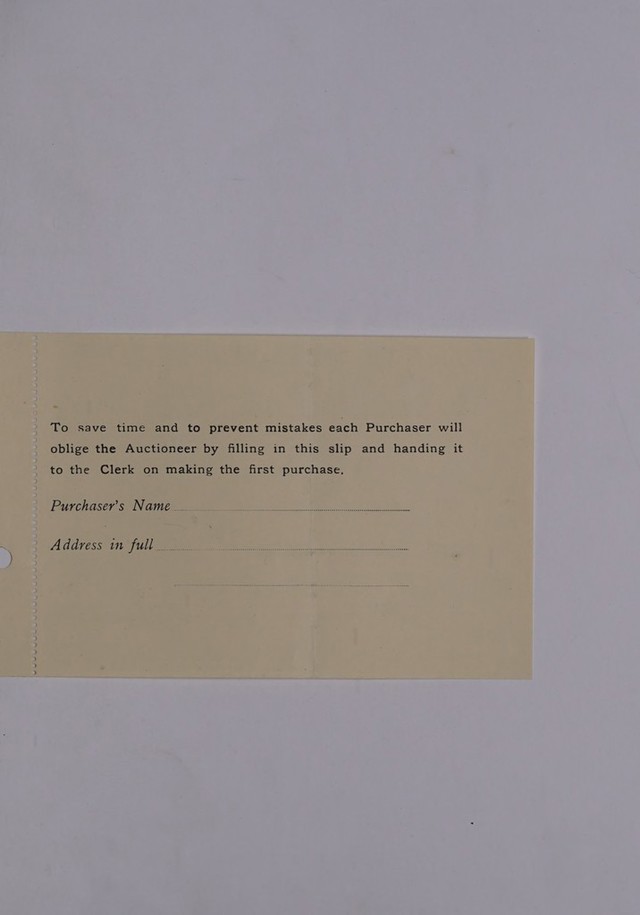 To save time and to prevent mistakes each Purchaser will
oblige the Auctioneer by filling in this slip and handing it
to the Clerk on making the first purchase.
Purchaser's Name
Address in full